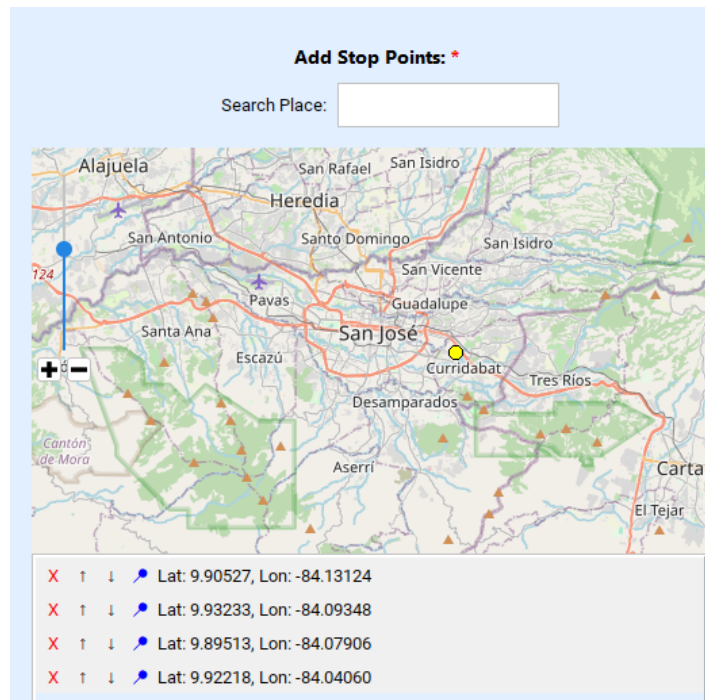 Add Stop Points: *
Search Place:
Alajuela
San Rafael
San Isidro
Heredia
San Antonio
Santo Domingo
San Isidro
124
San Vicente
Pavas
Guadalupe
Santa Ana
San José
Escazú
Curridabat
Tres Ríos
Desamparados
Cantón
de Mora
Aserrí
Carta
El Tejar
X ↑ ↓ Lat: 9.90527, Lon: -84.13124
X ↑ ↓ Lat: 9.93233, Lon: -84.09348
X ↑ ↓ Lat: 9.89513, Lon: -84.07906
X ↑ ↓ Lat: 9.92218, Lon: -84.04060